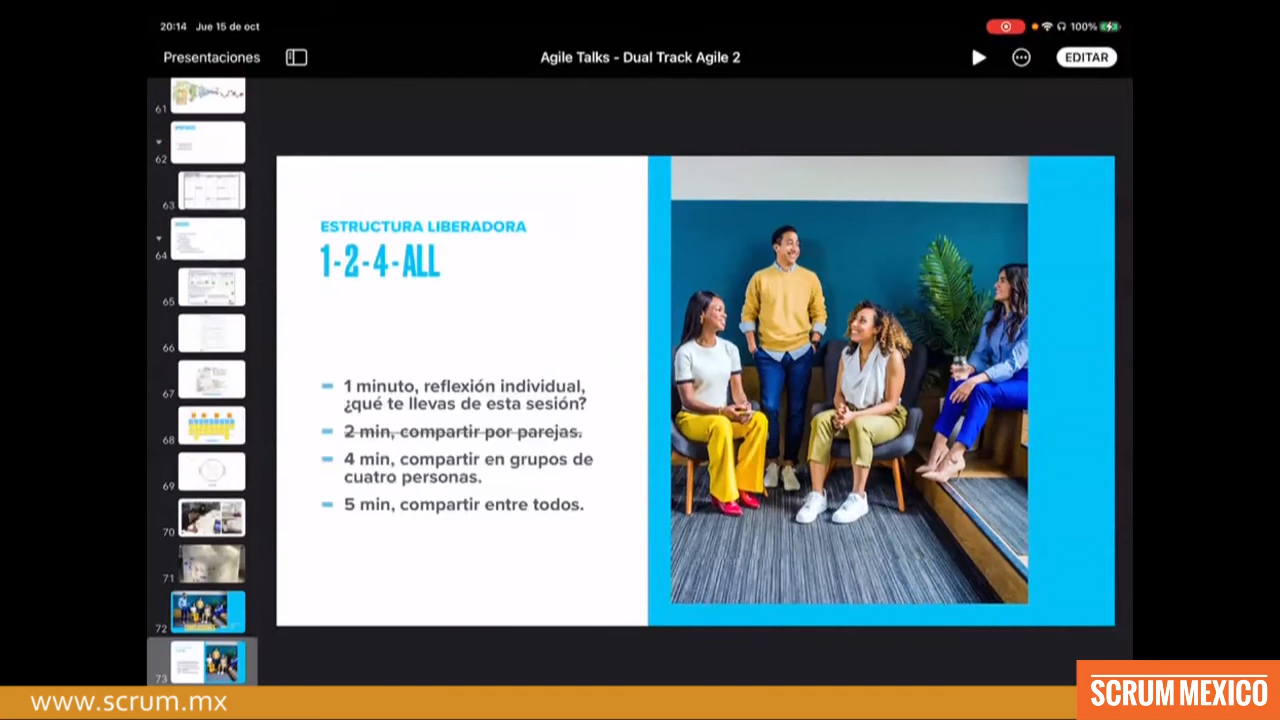 20:14 Jue 15 de oct
100%
Presentaciones
Agile Talks - Dual Track Agile 2
EDITAR
61
62
63
64
65
66
67
68
69
70
71
72
73
ESTRUCTURA LIBERADORA
1-2-4-ALL
1 minuto, reflexión individual,
¿qué te llevas de esta sesión?
2 min, compartir por parejas.
4 min, compartir en grupos de
cuatro personas.
5 min, compartir entre todos.
www.scrum.mx
SCRUM MEXICO